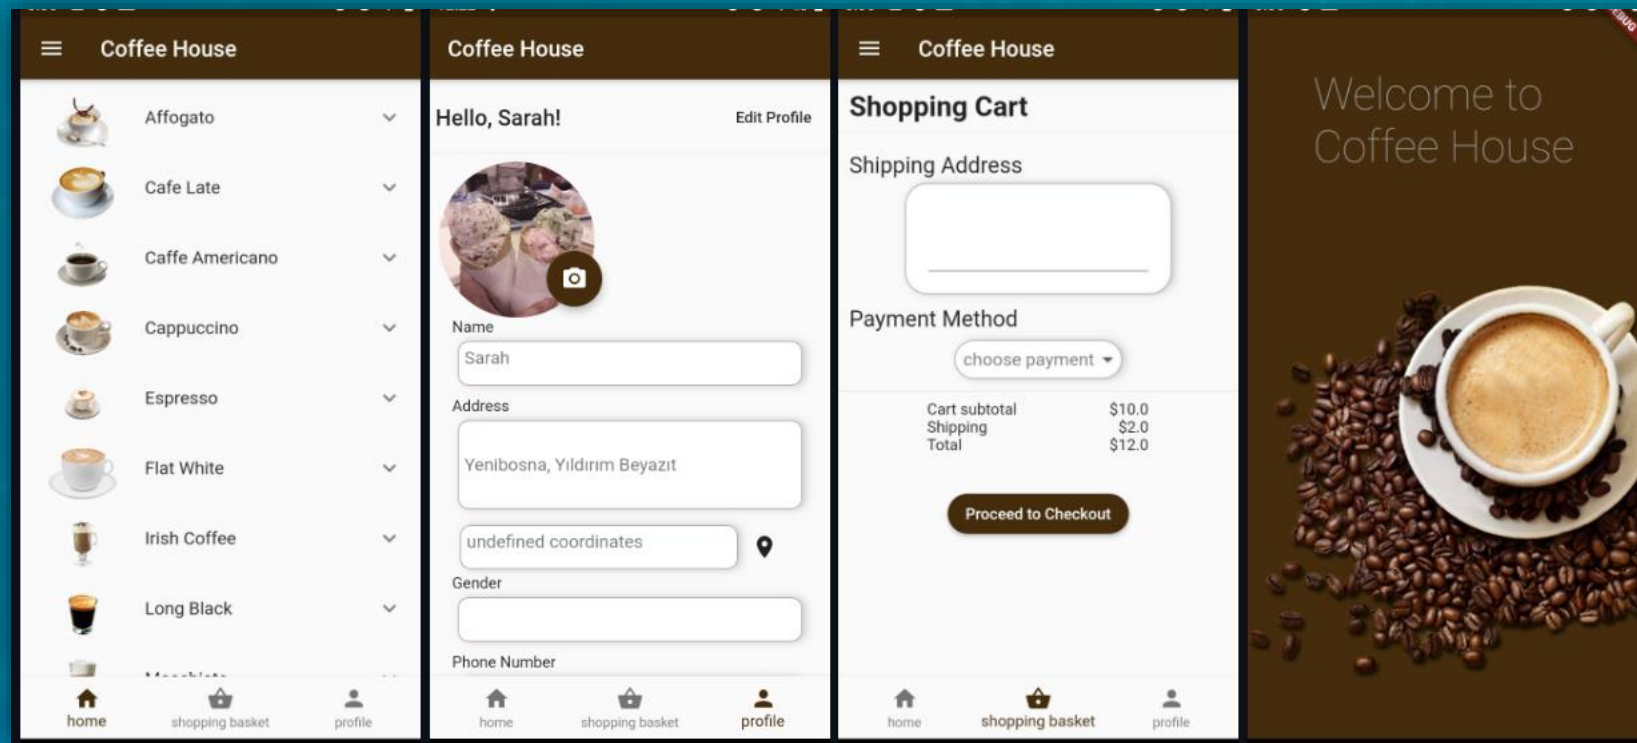 Coffee House
Affogato
Cafe Late
Caffe Americano
Cappuccino
Espresso
Flat White
Irish Coffee
Long Black
home
shopping basket
profile
Coffee House
Hello, Sarah!
Edit Profile
Name
Sarah
Address
Yenibosna, Yıldırım Beyazıt
undefined coordinates
Gender
Phone Number
home
shopping basket
profile
Coffee House
Shopping Cart
Shipping Address
Payment Method
choose payment
Cart subtotal $10.0
Shipping $2.0
Total $12.0
Proceed to Checkout
home
shopping basket
profile
Welcome to
Coffee House